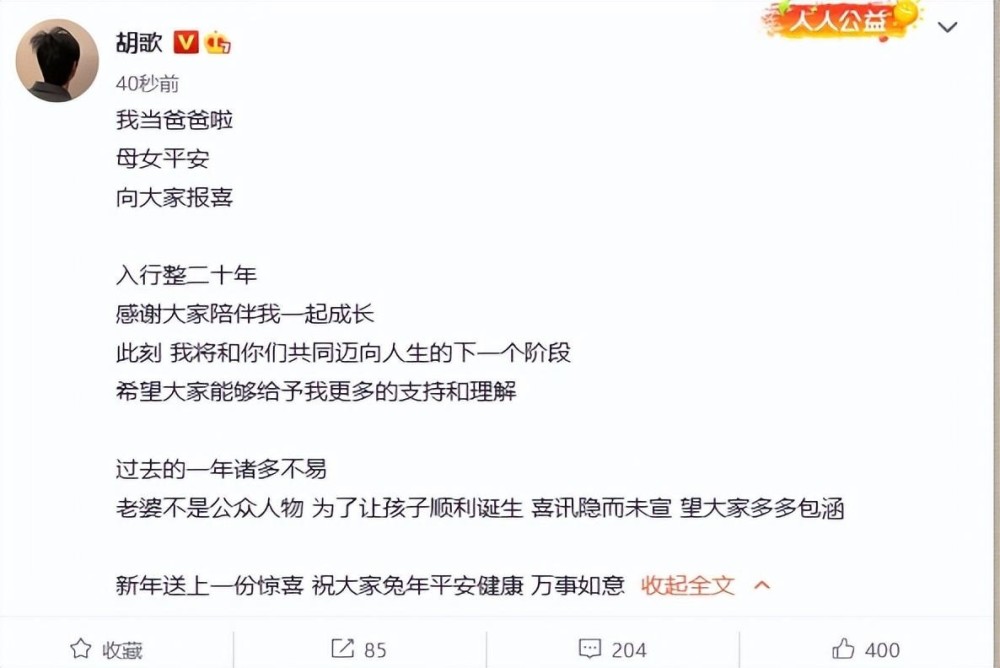 人人公益
胡歌
40秒前
我当爸爸啦
母女平安
向大家报喜
入行整二十年
感谢大家陪伴我一起成长
此刻 我将和你们共同迈向人生的下一个阶段
希望大家能够给予我更多的支持和理解
过去的一年诸多不易
老婆不是公众人物 为了让孩子顺利诞生 喜讯隐而未宣 望大家多多包涵
新年送上一份惊喜 祝大家兔年平安健康 万事如意 收起全文
收藏 85 204 400